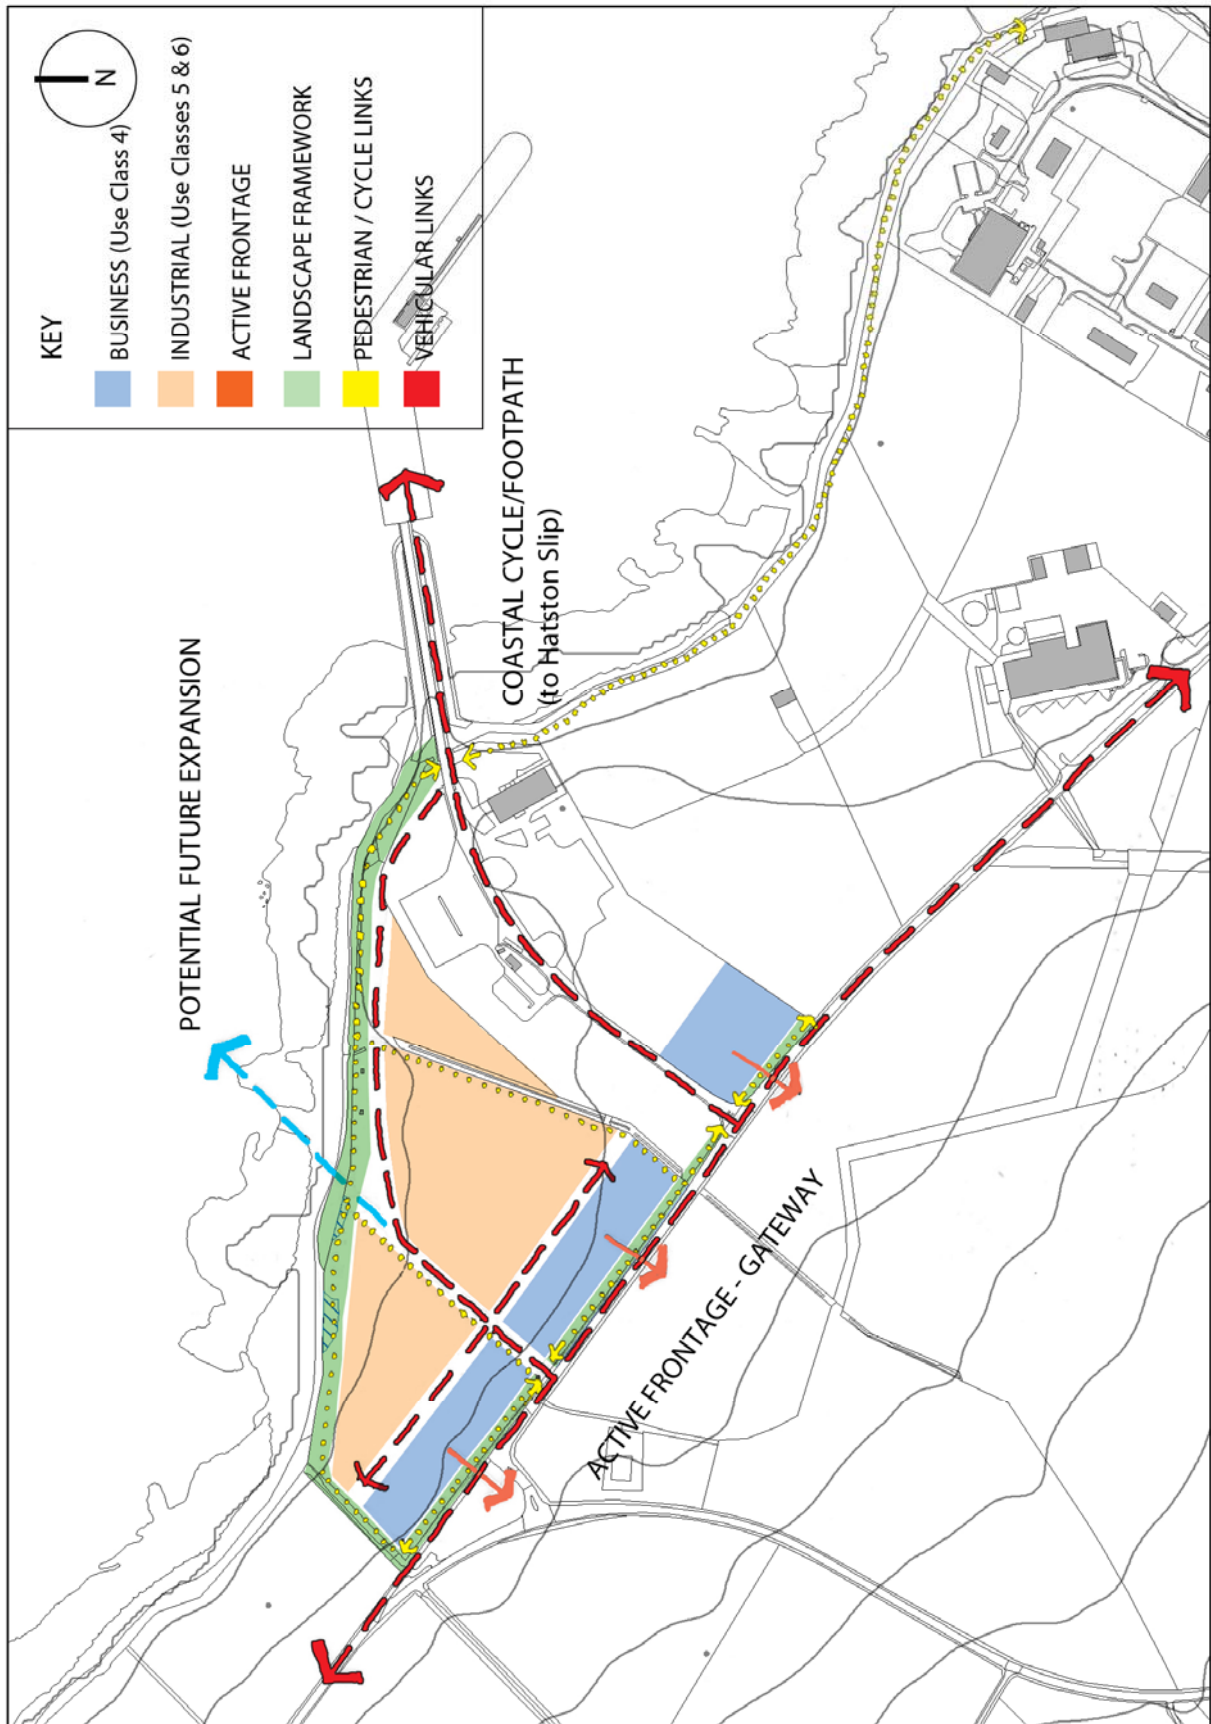 KEY
N
BUSINESS (Use Class 4)
INDUSTRIAL (Use Classes 5 & 6)
ACTIVE FRONTAGE
LANDSCAPE FRAMEWORK
PEDESTRIAN / CYCLE LINKS
VEHICULAR LINKS
POTENTIAL FUTURE EXPANSION
COASTAL CYCLE/FOOTPATH
(to Hatston Slip)
ACTIVE FRONTAGE - GATEWAY